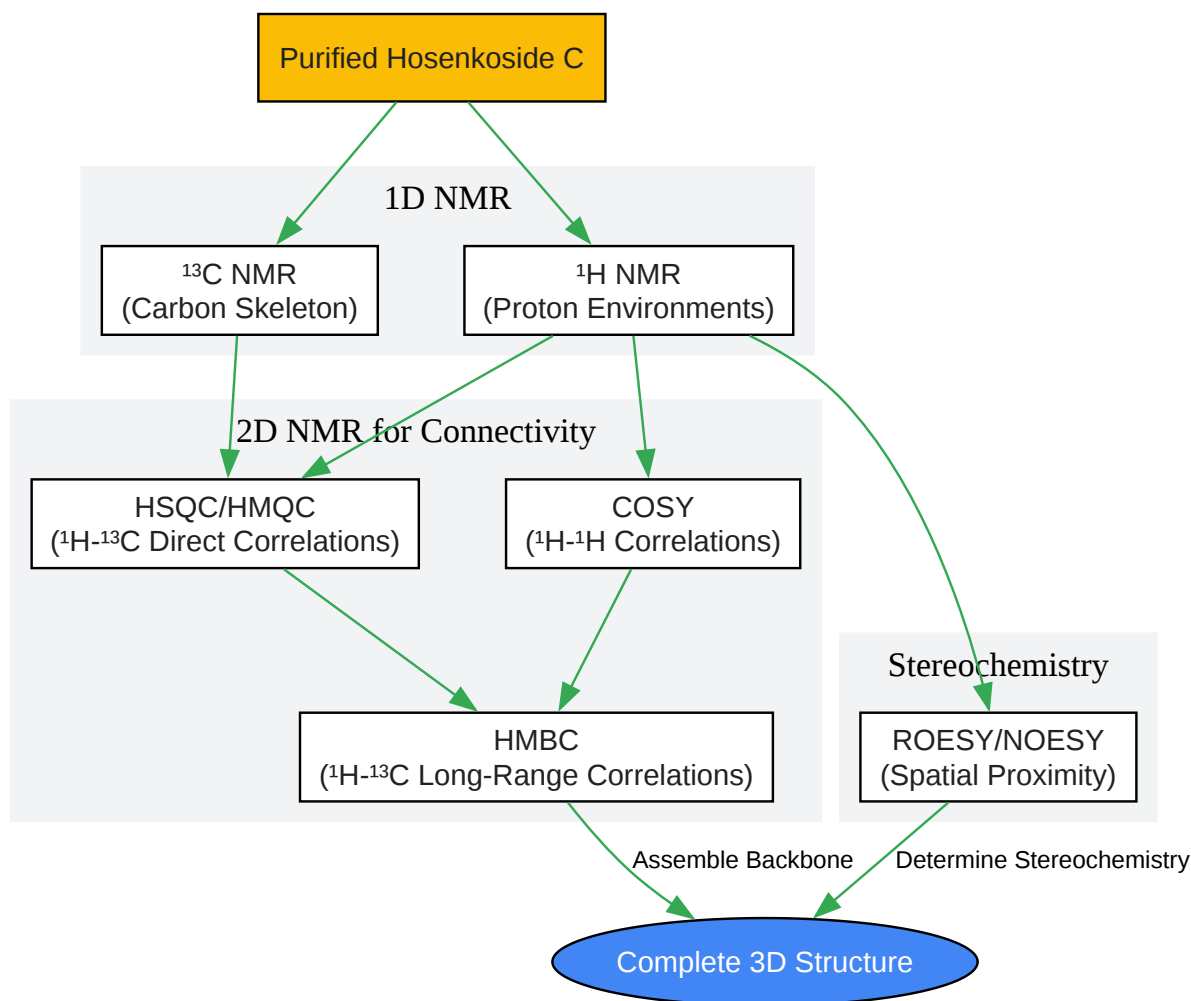 Purified Hosenkoside C
1D NMR
¹³C NMR
(Carbon Skeleton)
¹H NMR
(Proton Environments)
2D NMR for Connectivity
HSQC/HMQC
(¹H-¹³C Direct Correlations)
COSY
(¹H-¹H Correlations)
Stereochemistry
HMBC
(¹H-¹³C Long-Range Correlations)
ROESY/NOESY
(Spatial Proximity)
Assemble Backbone
Determine Stereochemistry
Complete 3D Structure